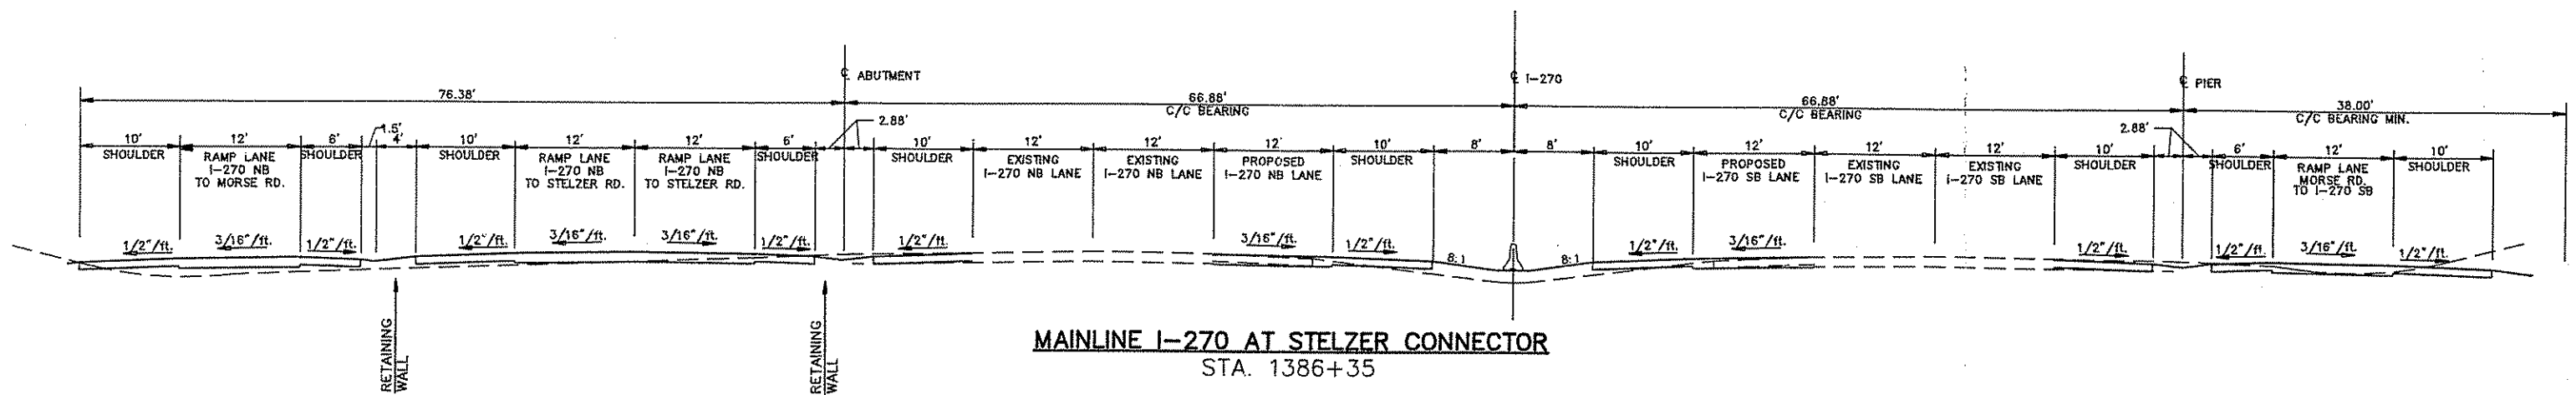 ℄ ABUTMENT
℄ I-270
℄ PIER
76.38'
66.88'
C/C BEARING
66.88'
C/C BEARING
38.00'
C/C BEARING MIN.
10'
SHOULDER
12'
RAMP LANE
I-270 NB
TO MORSE RD.
6'
SHOULDER
1.5'
4'
10'
SHOULDER
12'
RAMP LANE
I-270 NB
TO STELZER RD.
12'
RAMP LANE
I-270 NB
TO STELZER RD.
6'
SHOULDER
2.88'
10'
SHOULDER
12'
EXISTING
I-270 NB LANE
12'
EXISTING
I-270 NB LANE
12'
PROPOSED
I-270 NB LANE
10'
SHOULDER
8'
8'
10'
SHOULDER
12'
PROPOSED
I-270 SB LANE
12'
EXISTING
I-270 SB LANE
12'
EXISTING
I-270 SB LANE
10'
SHOULDER
2.88'
6'
SHOULDER
12'
RAMP LANE
MORSE RD.
TO I-270 SB
10'
SHOULDER
1/2"/ft.
3/16"/ft.
1/2"/ft.
1/2"/ft.
3/16"/ft.
3/16"/ft.
1/2"/ft.
1/2"/ft.
3/16"/ft.
1/2"/ft.
8:1
8:1
1/2"/ft.
3/16"/ft.
1/2"/ft.
1/2"/ft.
3/16"/ft.
1/2"/ft.
RETAINING
WALL
RETAINING
WALL
MAINLINE I-270 AT STELZER CONNECTOR
STA. 1386+35